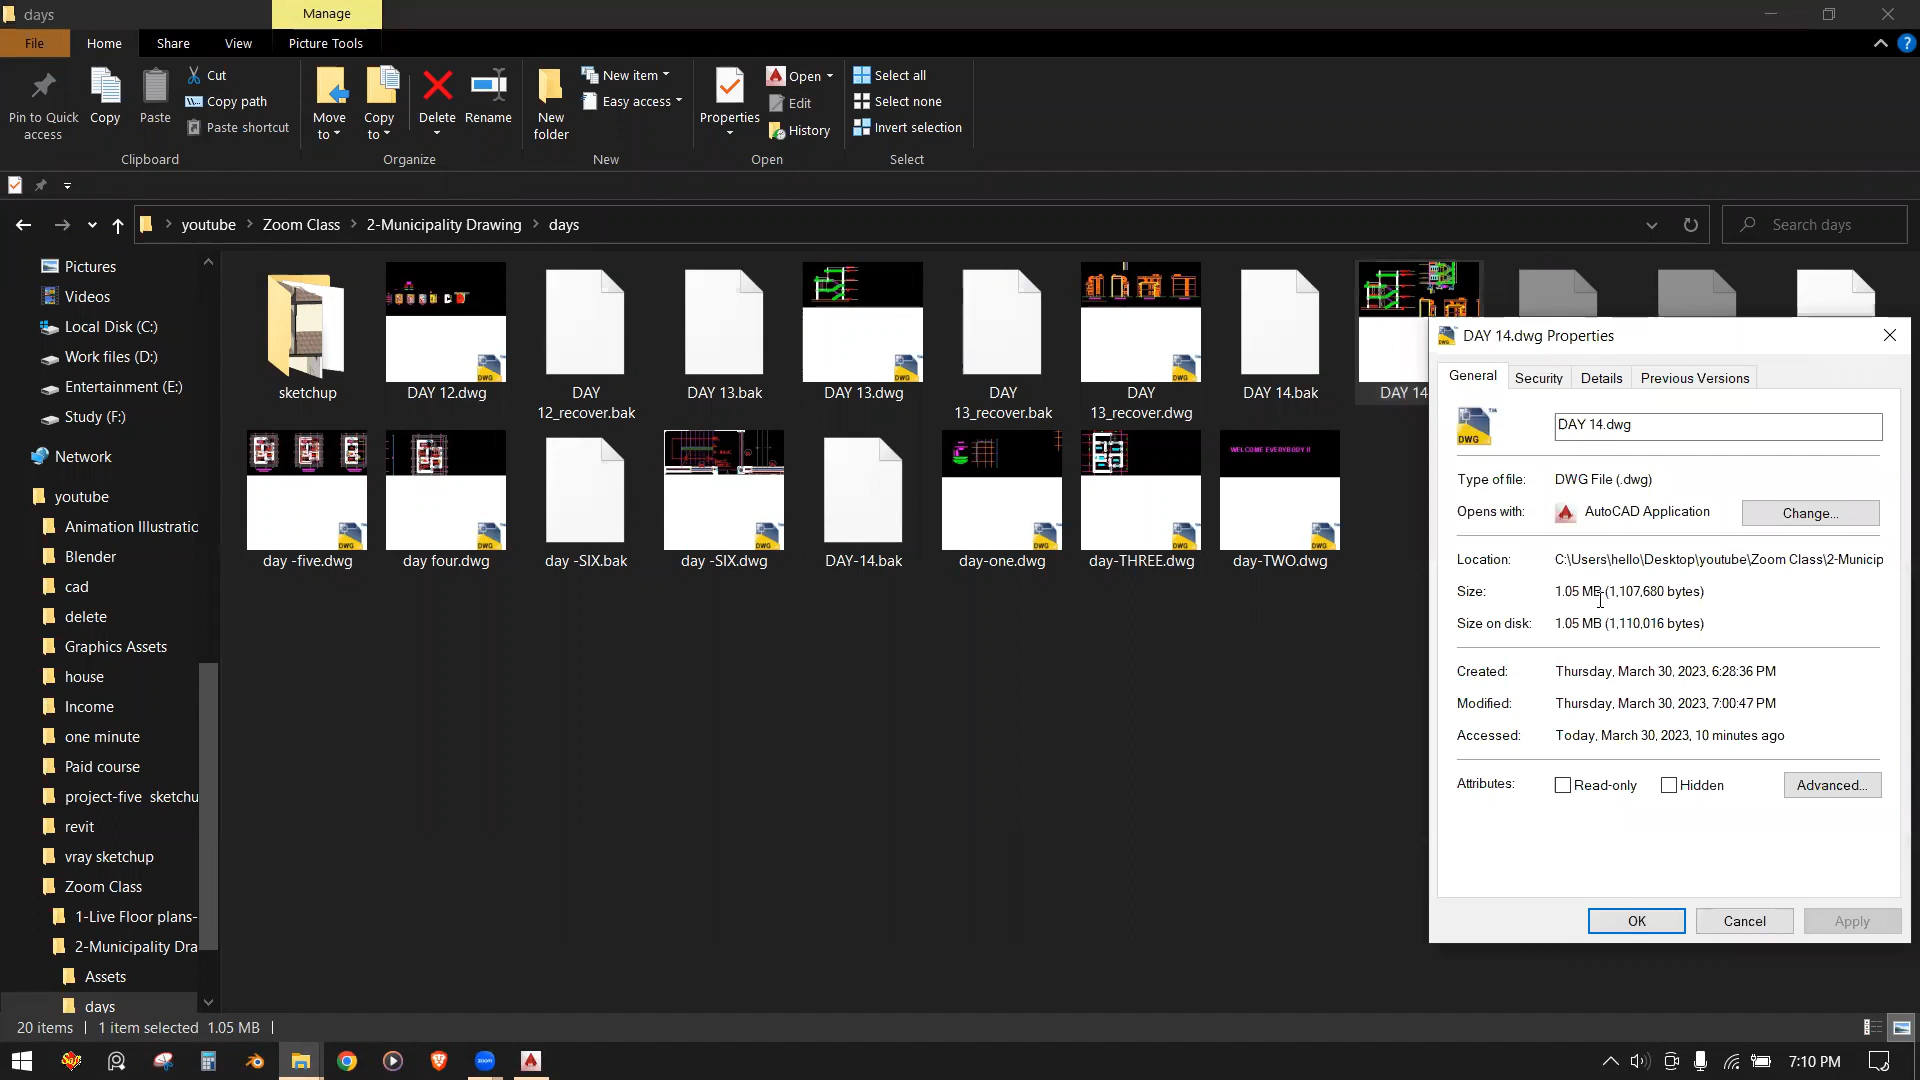 days
Manage
File
Home
Share
View
Picture Tools
Pin to Quick access
Copy
Paste
Cut
Copy path
Paste shortcut
Clipboard
Move to
Copy to
Delete
Rename
Organize
New folder
New item
Easy access
New
Properties
Open
Edit
History
Open
Select all
Select none
Invert selection
Select
youtube
Zoom Class
2-Municipality Drawing
days
Search days
Pictures
Videos
Local Disk (C:)
Work files (D:)
Entertainment (E:)
Study (F:)
Network
youtube
Animation Illustratic
Blender
cad
delete
Graphics Assets
house
Income
one minute
Paid course
project-five sketchu
revit
vray sketchup
Zoom Class
1-Live Floor plans-
2-Municipality Dra
Assets
days
sketchup
DAY 12.dwg
DAY 12_recover.bak
DAY 13.bak
DAY 13.dwg
DAY 13_recover.bak
DAY 13_recover.dwg
DAY 14.bak
DAY 14
day -five.dwg
day four.dwg
day -SIX.bak
day -SIX.dwg
DAY-14.bak
day-one.dwg
day-THREE.dwg
WELCOME EVERYBODY !!
day-TWO.dwg
DAY 14.dwg Properties
General
Security
Details
Previous Versions
DWG
DAY 14.dwg
Type of file: DWG File (.dwg)
Opens with: AutoCAD Application
Change...
Location: C:\Users\hello\Desktop\youtube\Zoom Class\2-Municip
Size: 1.05 MB (1,107,680 bytes)
Size on disk: 1.05 MB (1,110,016 bytes)
Created: Thursday, March 30, 2023, 6:28:36 PM
Modified: Thursday, March 30, 2023, 7:00:47 PM
Accessed: Today, March 30, 2023, 10 minutes ago
Attributes: Read-only Hidden
Advanced...
OK
Cancel
Apply
20 items
1 item selected 1.05 MB
zoom
7:10 PM